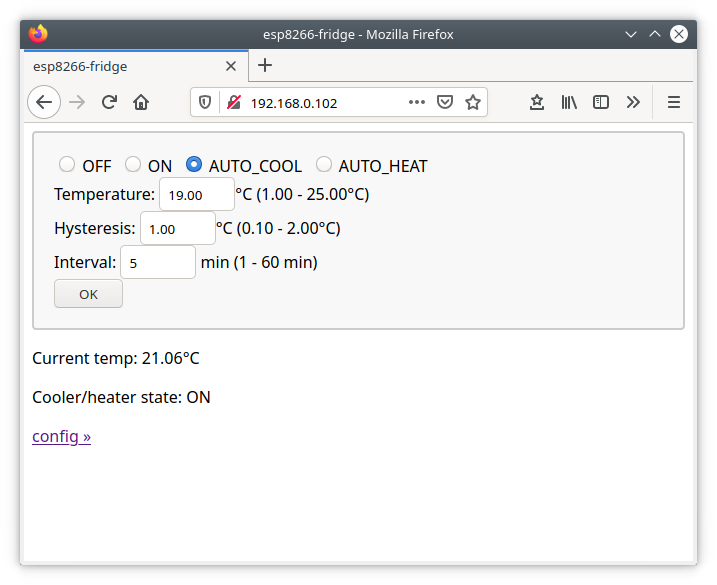 esp8266-fridge - Mozilla Firefox
esp8266-fridge
192.168.0.102
OFF ON AUTO_COOL AUTO_HEAT
Temperature: 19.00 °C (1.00 - 25.00°C)
Hysteresis: 1.00 °C (0.10 - 2.00°C)
Interval: 5 min (1 - 60 min)
OK
Current temp: 21.06°C
Cooler/heater state: ON
config »